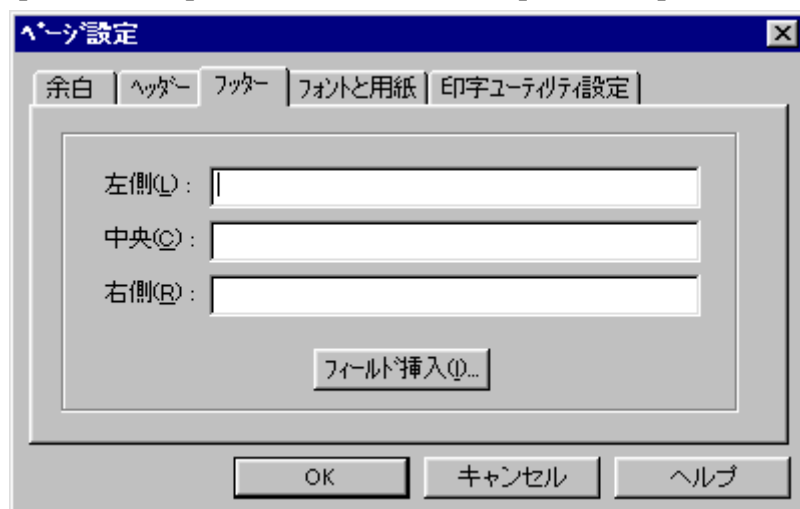 ﾍﾟｰｼﾞ設定
余白 ﾍｯﾀﾞｰ ﾌｯﾀｰ ﾌｫﾝﾄと用紙 印字ﾕｰﾃｨﾘﾃｨ設定
左側(L) :
中央(C) :
右側(R) :
ﾌｨｰﾙﾄﾞ挿入(I)...
OK キャンセル ヘルプ